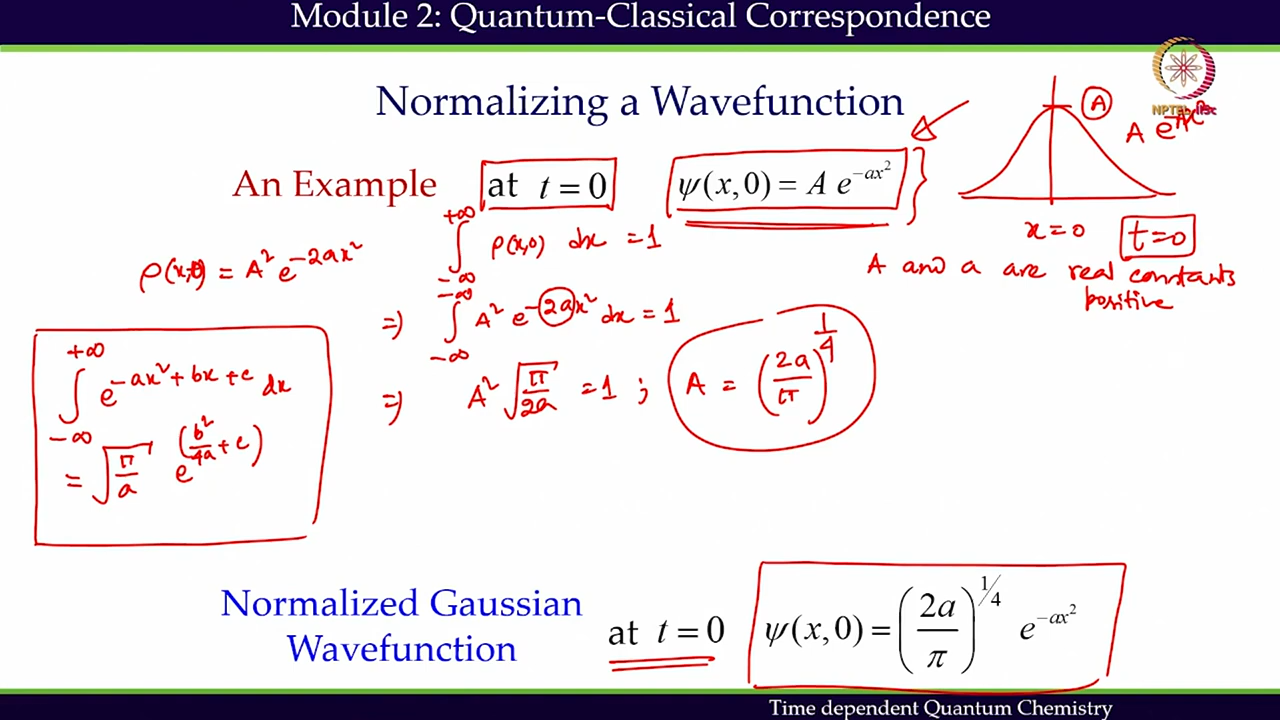 Module 2: Quantum-Classical Correspondence
Normalizing a Wavefunction
An Example at t = 0 ψ(x,0) = A e^{-ax²}
A
A e
x=0 t=0
A and a are real constants
positive
ρ(x,0) = A² e^{-2ax²}
∫_{-∞}^{+∞} ρ(x,0) dx = 1
⇒ ∫_{-∞}^{-∞} A² e^{-2ax²} dx = 1
⇒ A² √(π/2a) = 1 ; A = (2a/π)^{1/4}
∫_{-∞}^{+∞} e^{-ax²+bx+c} dx
= √(π/a) e^{(b²/4a + c)}
Normalized Gaussian
Wavefunction
at t = 0 ψ(x,0) = (2a/π)^{1/4} e^{-ax²}
NPTEL
Time dependent Quantum Chemistry